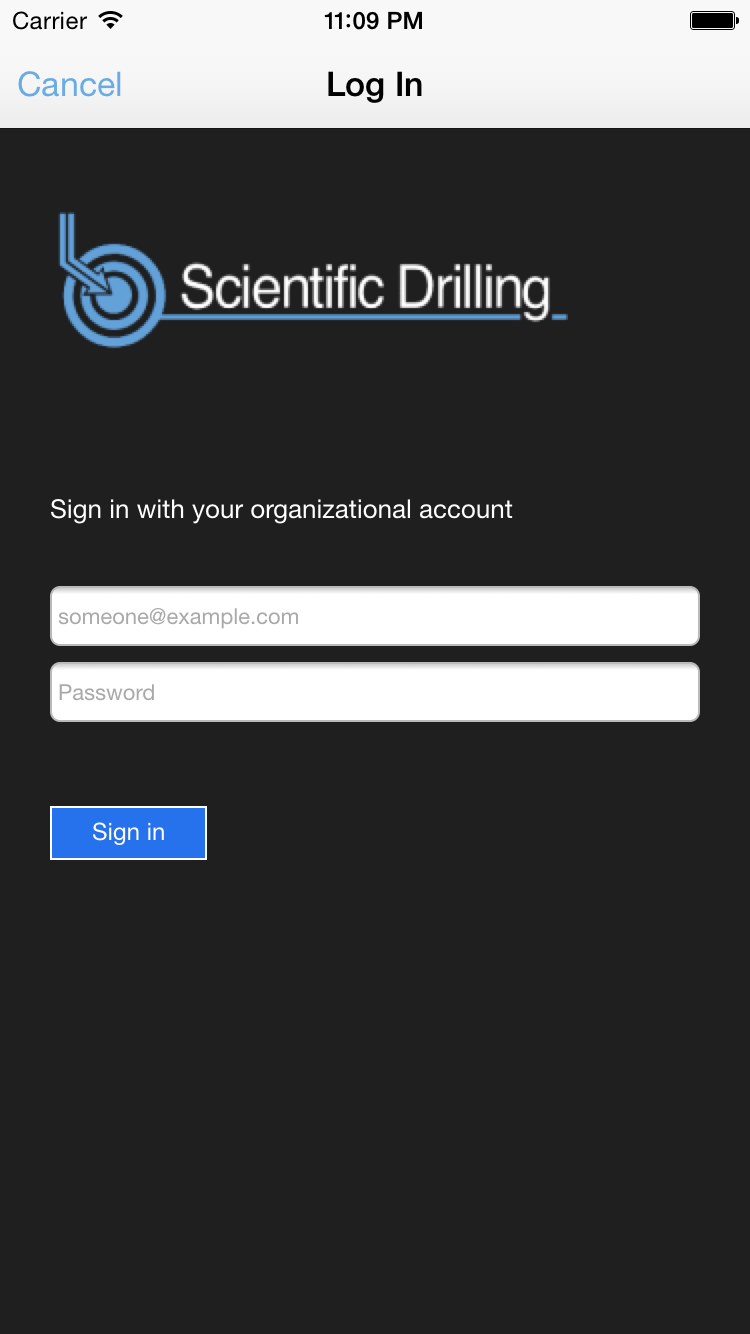 Carrier 11:09 PM
Cancel Log In
Scientific Drilling
Sign in with your organizational account
someone@example.com
Password
Sign in